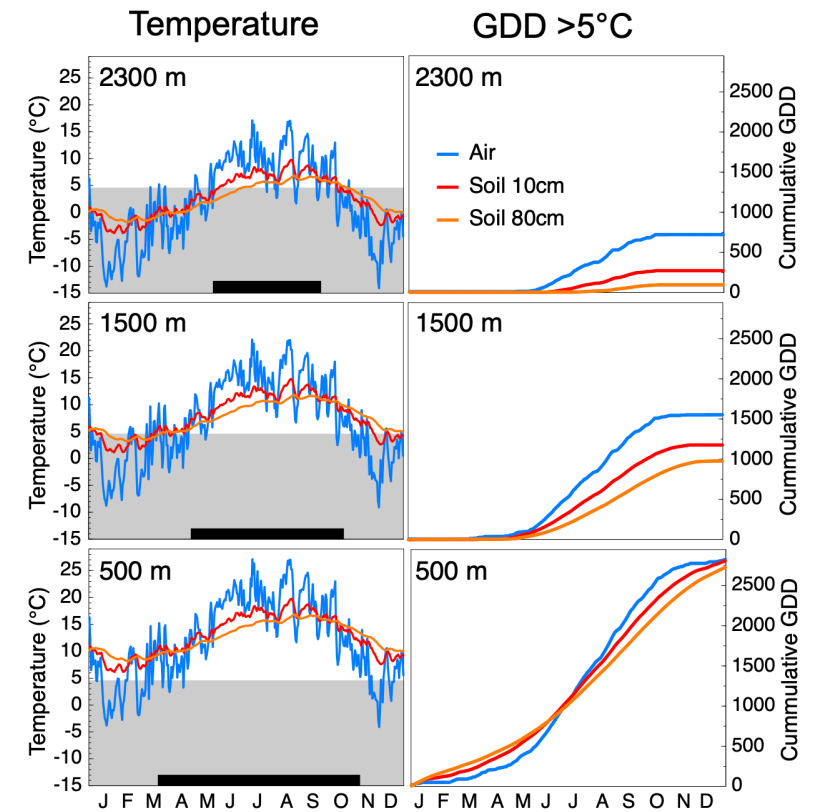 Temperature
GDD >5°C
2300 m
25
20
15
10
5
0
-5
-10
-15
Temperature (°C)
2300 m
Air
Soil 10cm
Soil 80cm
2500
2000
1500
1000
500
0
Cummulative GDD
1500 m
25
20
15
10
5
0
-5
-10
-15
Temperature (°C)
1500 m
2500
2000
1500
1000
500
0
Cummulative GDD
500 m
25
20
15
10
5
0
-5
-10
-15
Temperature (°C)
J F M A M J J A S O N D
500 m
2500
2000
1500
1000
500
0
Cummulative GDD
J F M A M J J A S O N D